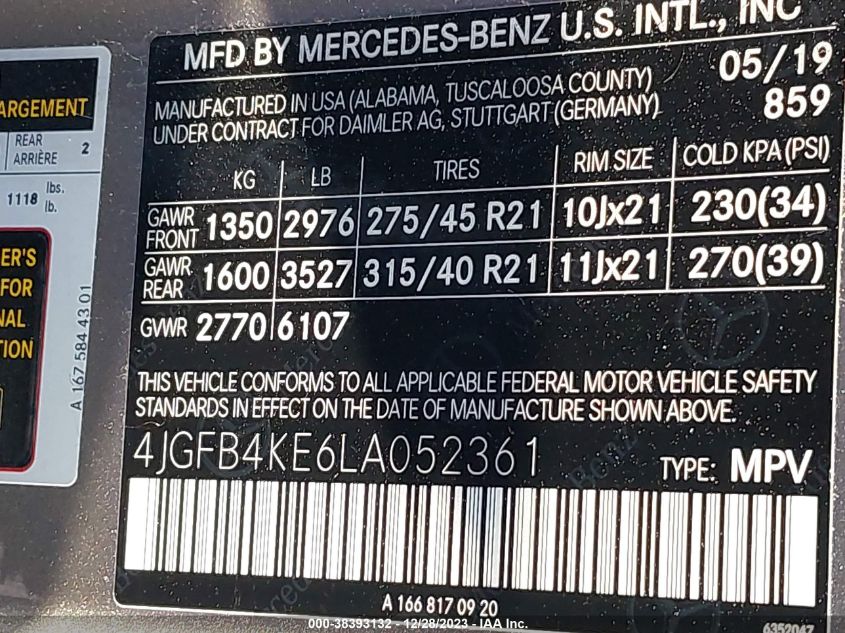 MFD BY MERCEDES-BENZ U.S. INTL., INC
05/19
MANUFACTURED IN USA (ALABAMA, TUSCALOOSA COUNTY)
UNDER CONTRACT FOR DAIMLER AG, STUTTGART (GERMANY)
859
KG LB TIRES RIM SIZE COLD KPA (PSI)
GAWR FRONT 1350 2976 275/45 R21 10Jx21 230(34)
GAWR REAR 1600 3527 315/40 R21 11Jx21 270(39)
GVWR 2770 6107
THIS VEHICLE CONFORMS TO ALL APPLICABLE FEDERAL MOTOR VEHICLE SAFETY
STANDARDS IN EFFECT ON THE DATE OF MANUFACTURE SHOWN ABOVE.
4JGFB4KE6LA052361
TYPE: MPV
A 166 817 09 20
6352047
ARGEMENT
REAR
ARRIÈRE 2
1118 lbs.
lb.
ER'S
FOR
NAL
TION
A 167 584 43 01
000-38393132 - 12/28/2023 - IAA Inc.